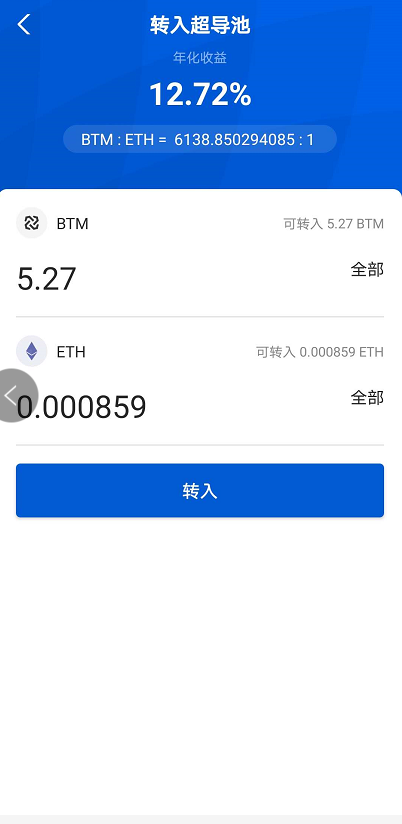 转入超导池
年化收益
12.72%
BTM : ETH = 6138.850294085 : 1
BTM 可转入 5.27 BTM
5.27 全部
ETH 可转入 0.000859 ETH
0.000859 全部
转入